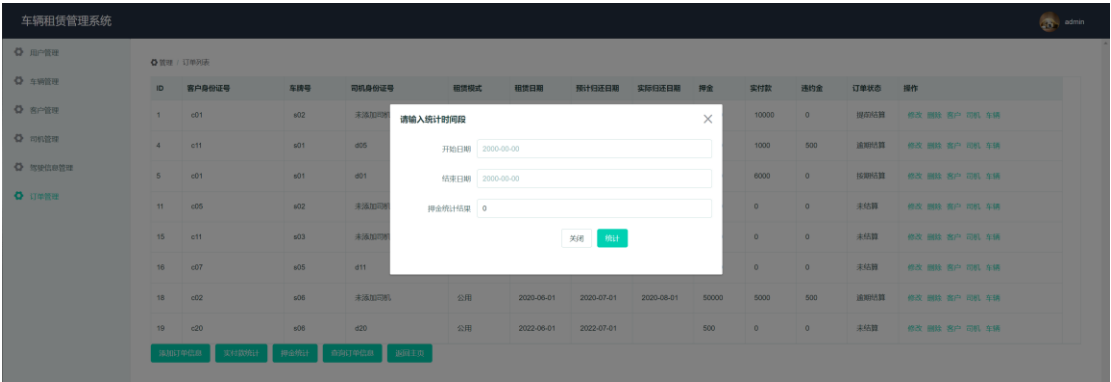 车辆租赁管理系统 admin
用户管理
车辆管理
客户管理
司机管理
驾驶信息管理
订单管理
管理 / 订单列表
ID 客户身份证号 车牌号 司机身份证号 租赁模式 租赁日期 预计归还日期 实际归还日期 押金 实付款 违约金 订单状态 操作
1 c01 s02 未添加司机 10000 0 提前结算 修改 删除 客户 司机 车辆
4 c11 s01 d05 1000 500 逾期结算 修改 删除 客户 司机 车辆
5 c01 s01 d01 6000 0 按期结算 修改 删除 客户 司机 车辆
11 c05 s02 未添加司机 0 0 未结算 修改 删除 客户 司机 车辆
15 c11 s03 未添加司机 0 0 未结算 修改 删除 客户 司机 车辆
16 c07 s05 d11 0 0 未结算 修改 删除 客户 司机 车辆
18 c02 s06 未添加司机 公用 2020-06-01 2020-07-01 2020-08-01 50000 5000 500 逾期结算 修改 删除 客户 司机 车辆
19 c20 s06 d20 公用 2022-06-01 2022-07-01 500 0 0 未结算 修改 删除 客户 司机 车辆
添加订单信息 实付款统计 押金统计 查询订单信息 返回主页
请输入统计时间段
开始日期 2000-00-00
结束日期 2000-00-00
押金统计结果 0
关闭 统计